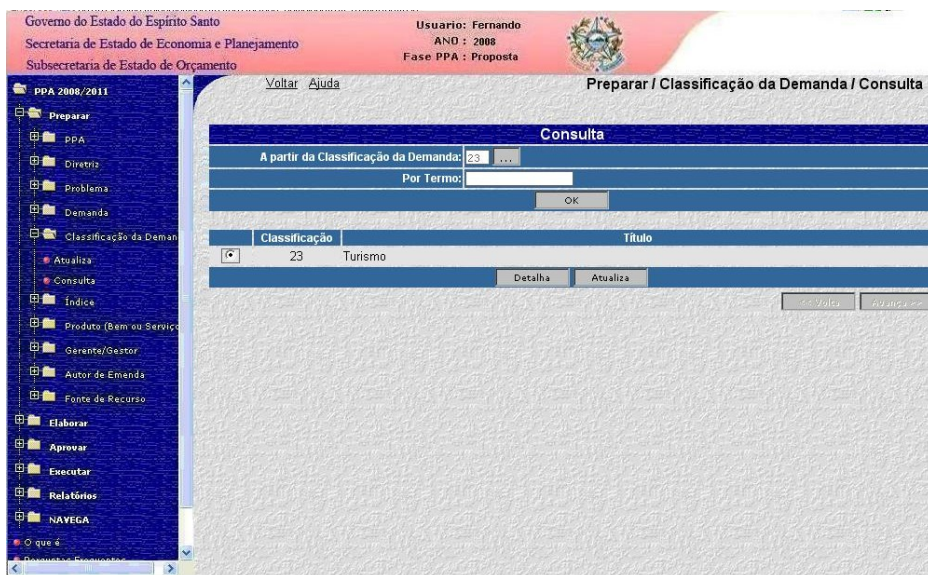 Governo do Estado do Espírito Santo
Secretaria de Estado de Economia e Planejamento
Subsecretaria de Estado de Orçamento
Usuario: Fernando
ANO : 2008
Fase PPA : Proposta
PPA 2008/2011
Preparar
PPA
Diretriz
Problema
Demanda
Classificação da Deman
Atualiza
Consulta
Índice
Produto (Bem ou Serviço
Gerente/Gestor
Autor de Emenda
Fonte de Recurso
Elaborar
Aprovar
Executar
Relatórios
NAVEGA
O que é
Perguntas Frequentes
Voltar Ajuda
Preparar / Classificação da Demanda / Consulta
Consulta
A partir da Classificação da Demanda: 23 ...
Por Termo:
OK
Classificação Título
23 Turismo
Detalha Atualiza
<< Volta Avança >>